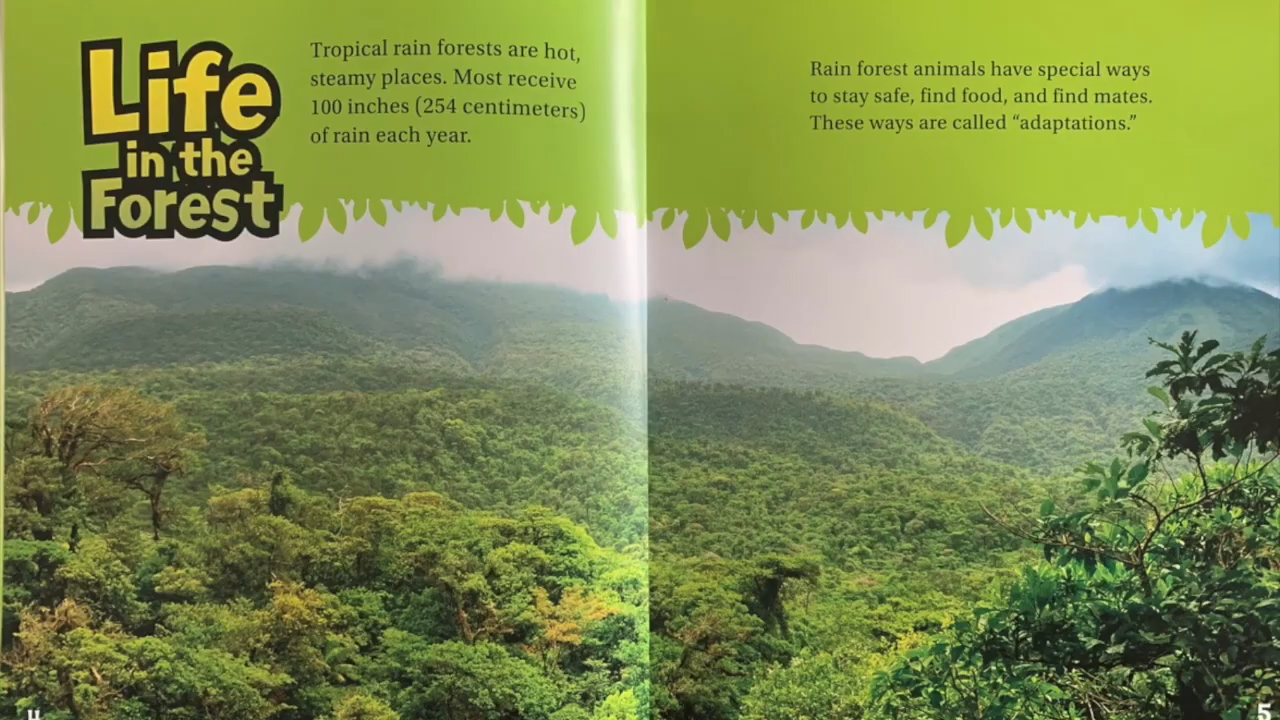 Life
in the
Forest
Tropical rain forests are hot,
steamy places. Most receive
100 inches (254 centimeters)
of rain each year.
Rain forest animals have special ways
to stay safe, find food, and find mates.
These ways are called “adaptations.”
4
5